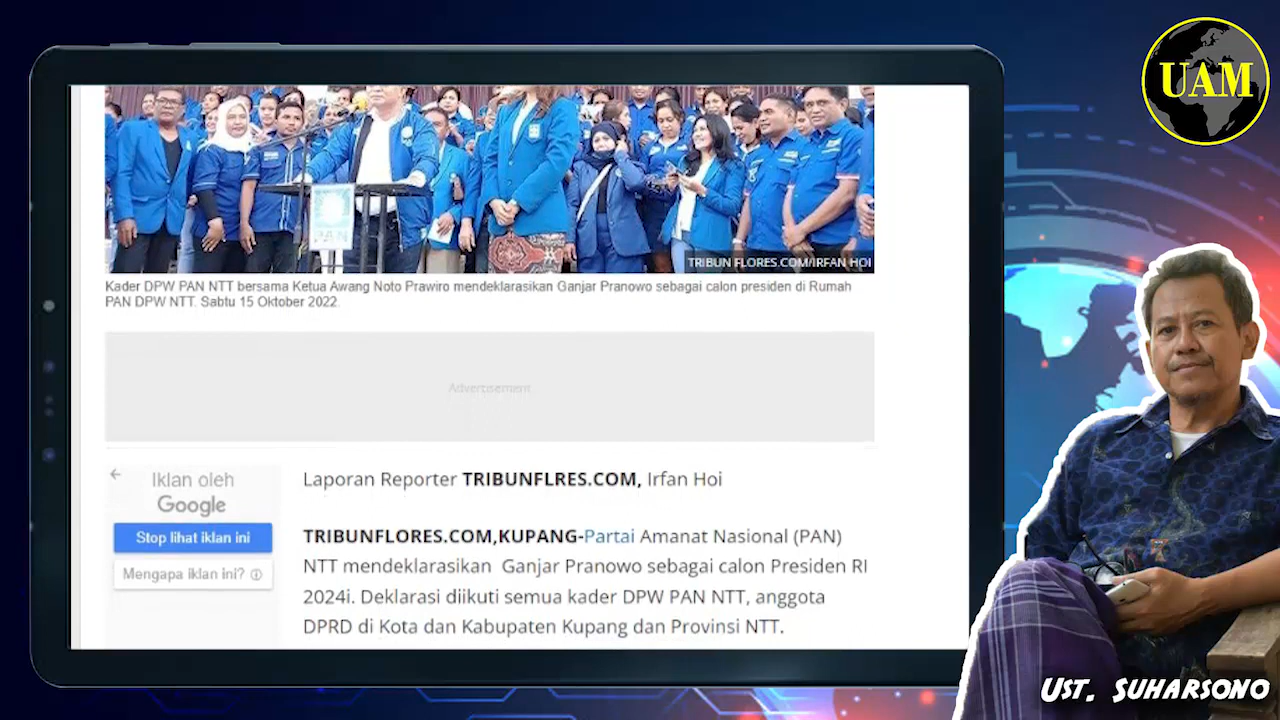 UAM
PAN
TRIBUN FLORES.COM/IRFAN HOI
Kader DPW PAN NTT bersama Ketua Awang Noto Prawiro mendeklarasikan Ganjar Pranowo sebagai calon presiden di Rumah
PAN DPW NTT. Sabtu 15 Oktober 2022.
Advertisement
Iklan oleh
Google
Stop lihat iklan ini
Mengapa iklan ini?
Laporan Reporter TRIBUNFLRES.COM, Irfan Hoi
TRIBUNFLORES.COM,KUPANG-Partai Amanat Nasional (PAN)
NTT mendeklarasikan Ganjar Pranowo sebagai calon Presiden RI
2024i. Deklarasi diikuti semua kader DPW PAN NTT, anggota
DPRD di Kota dan Kabupaten Kupang dan Provinsi NTT.
UST. SUHARSONO